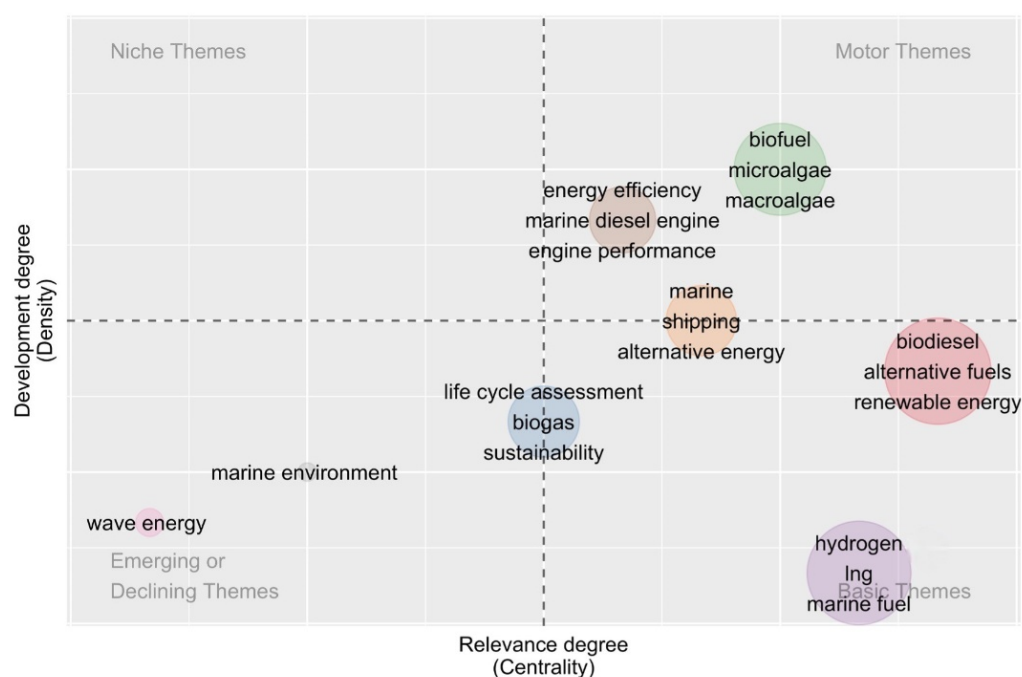 Niche Themes
Motor Themes
biofuel
microalgae
macroalgae
energy efficiency
marine diesel engine
engine performance
marine
shipping
alternative energy
biodiesel
alternative fuels
renewable energy
life cycle assessment
biogas
sustainability
marine environment
wave energy
Emerging or
Declining Themes
hydrogen
lng
marine fuel
Basic Themes
Development degree
(Density)
Relevance degree
(Centrality)